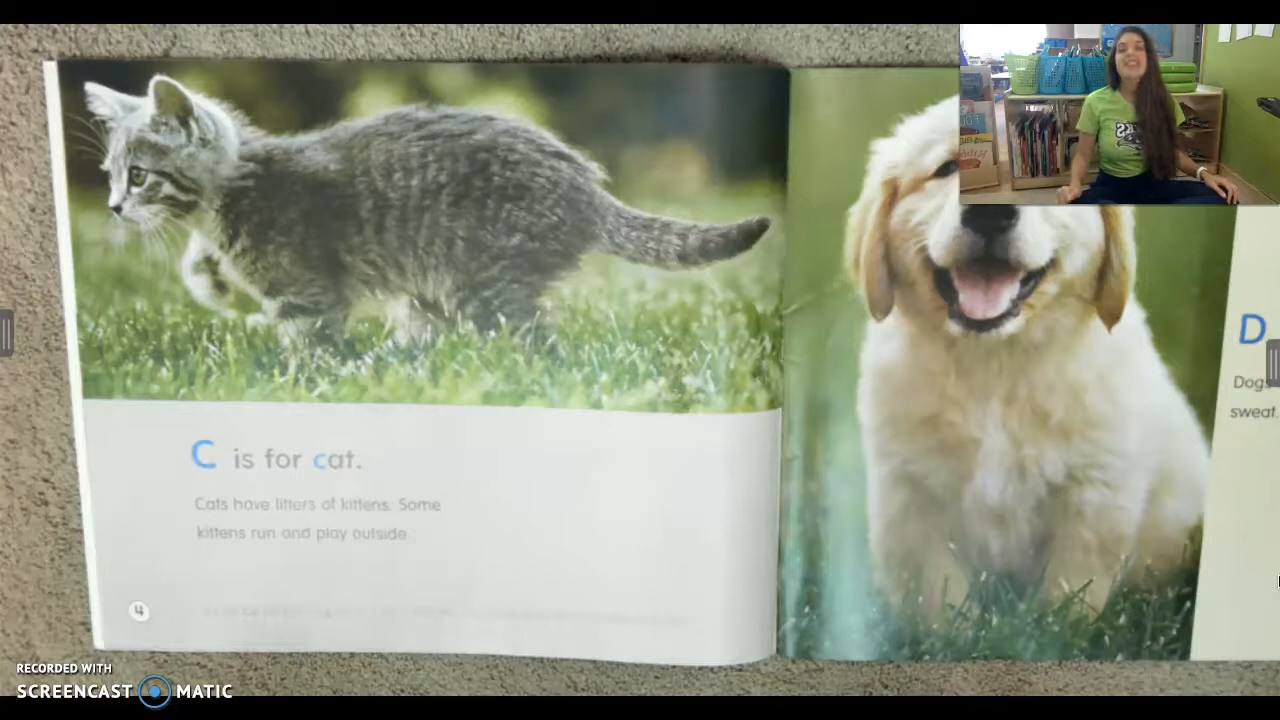 C is for cat.
Cats have litters of kittens. Some
kittens run and play outside.
4
D
Dogs
sweat.
RECORDED WITH
SCREENCAST MATIC